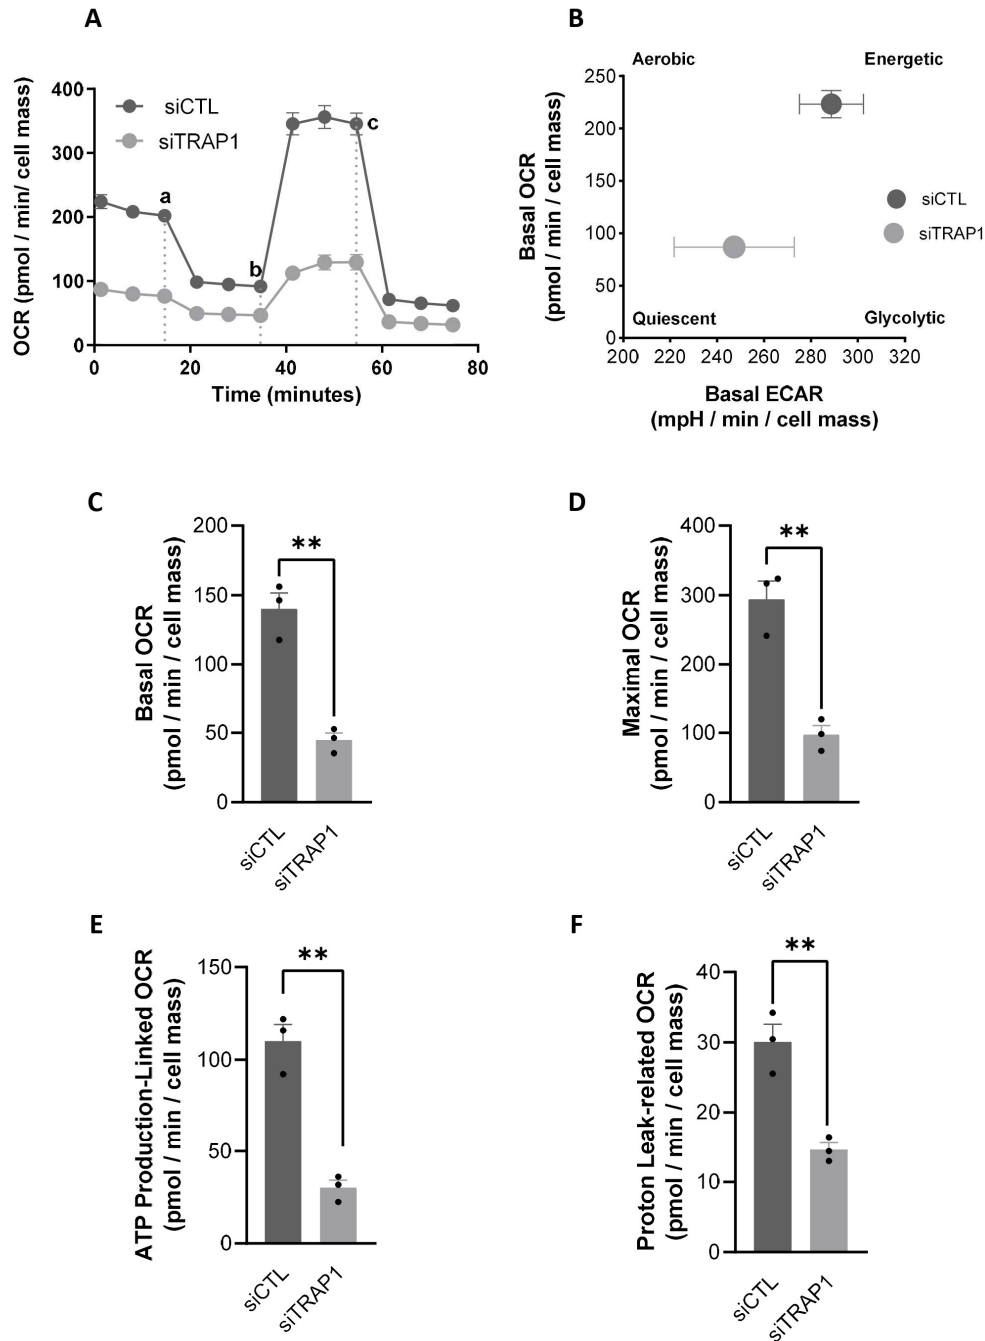 A
OCR (pmol / min/ cell mass)
400
300
200
100
0
siCTL
siTRAP1
a
b
c
0 20 40 60 80
Time (minutes)
B
Aerobic Energetic
Basal OCR
(pmol / min / cell mass)
250
200
150
100
50
0
siCTL
siTRAP1
Quiescent Glycolytic
200 220 240 260 280 300 320
Basal ECAR
(mpH / min / cell mass)
C
Basal OCR
(pmol / min / cell mass)
200
150
100
50
0
**
siCTL
siTRAP1
D
Maximal OCR
(pmol / min / cell mass)
400
300
200
100
0
**
siCTL
siTRAP1
E
ATP Production-Linked OCR
(pmol / min / cell mass)
150
100
50
0
**
siCTL
siTRAP1
F
Proton Leak-related OCR
(pmol / min / cell mass)
40
30
20
10
0
**
siCTL
siTRAP1